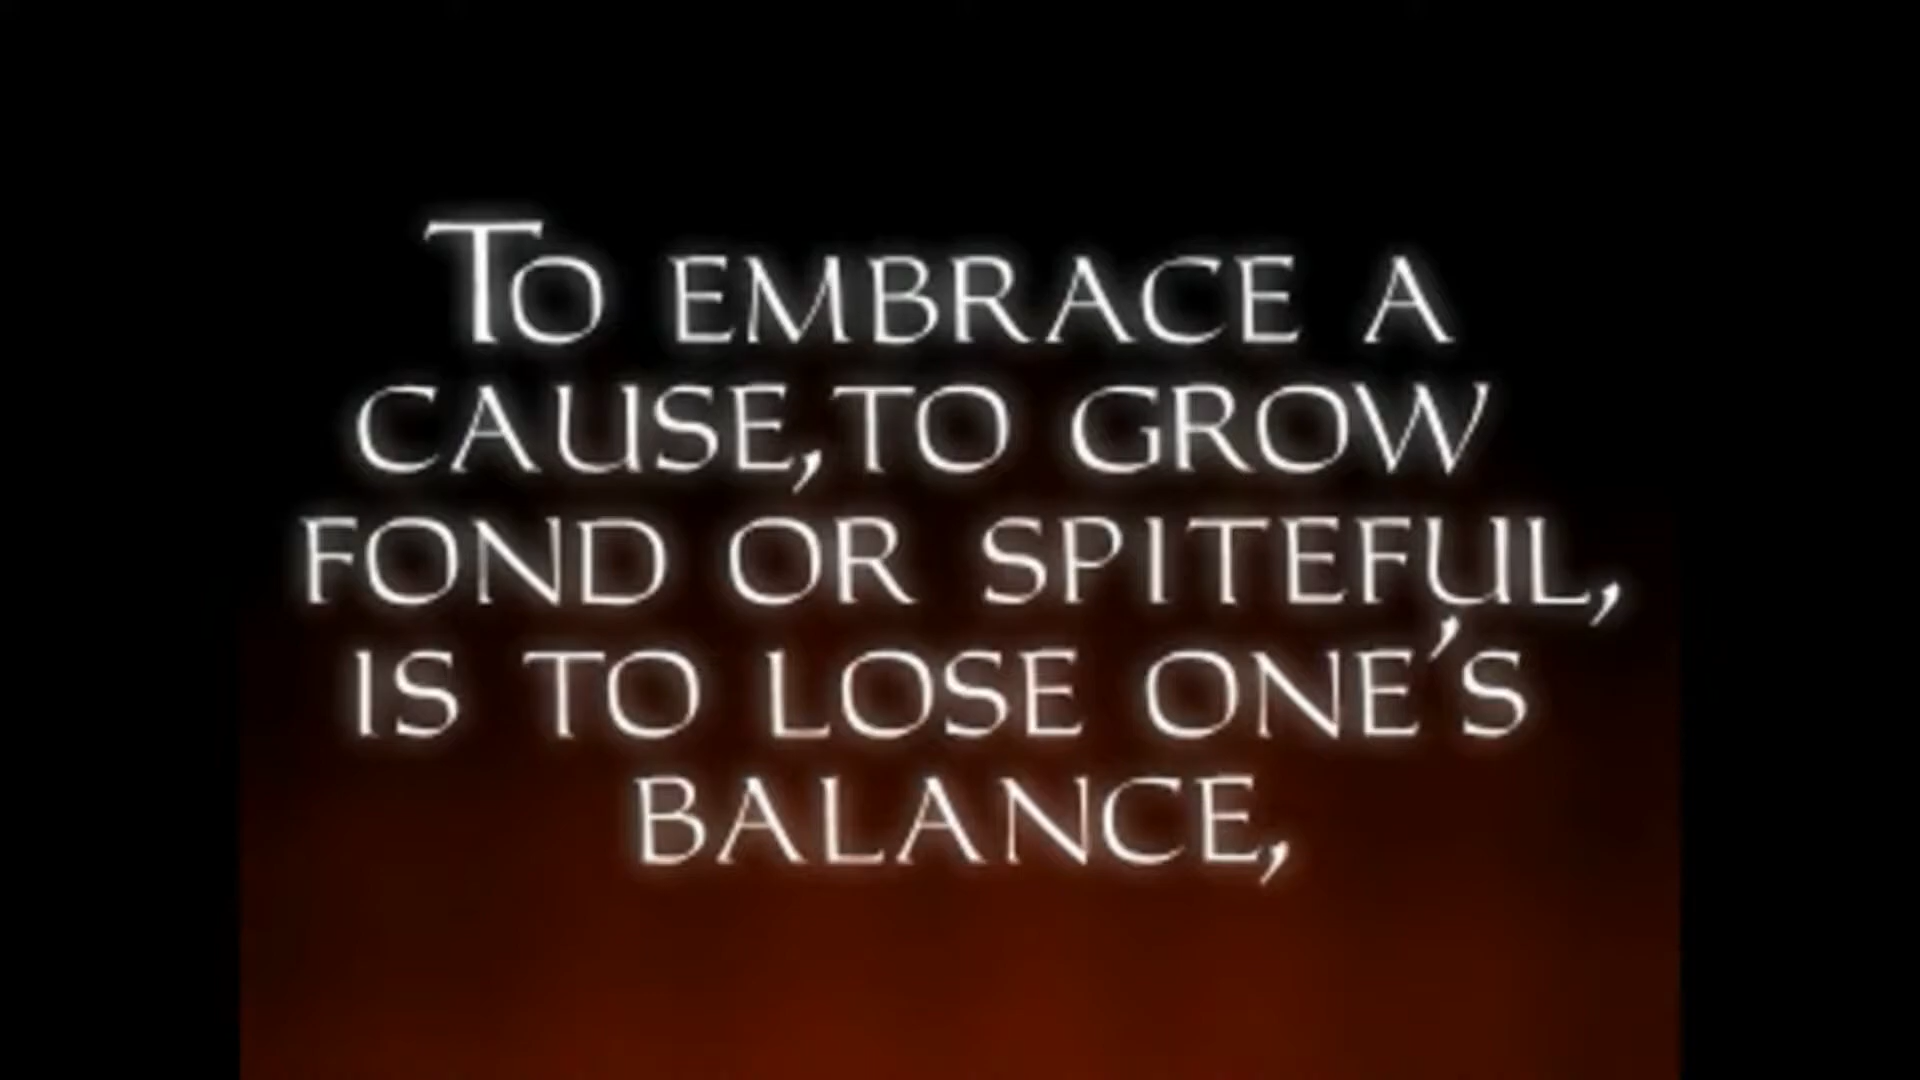 To EMBRACE A
CAUSE,TO GROW
FOND OR SPITEFUL,
IS TO LOSE ONE'S
BALANCE,